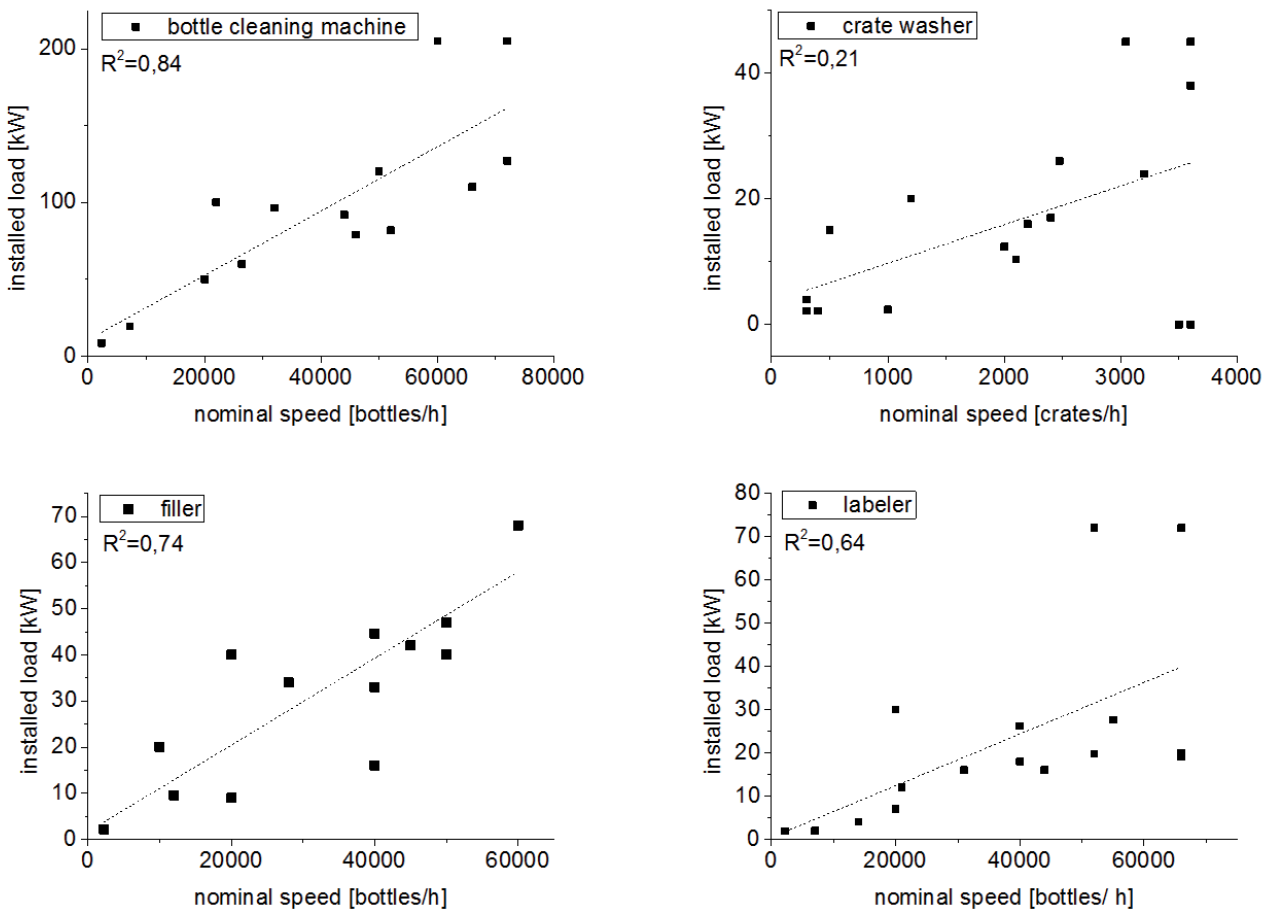 bottle cleaning machine
R²=0,84
200
100
0
0
20000
40000
60000
80000
installed load [kW]
nominal speed [bottles/h]
crate washer
R²=0,21
40
20
0
0
1000
2000
3000
4000
installed load [kW]
nominal speed [crates/h]
filler
R²=0,74
70
60
50
40
30
20
10
0
0
20000
40000
60000
installed load [kW]
nominal speed [bottles/h]
labeler
R²=0,64
80
70
60
50
40
30
20
10
0
0
20000
40000
60000
installed load [kW]
nominal speed [bottles/ h]